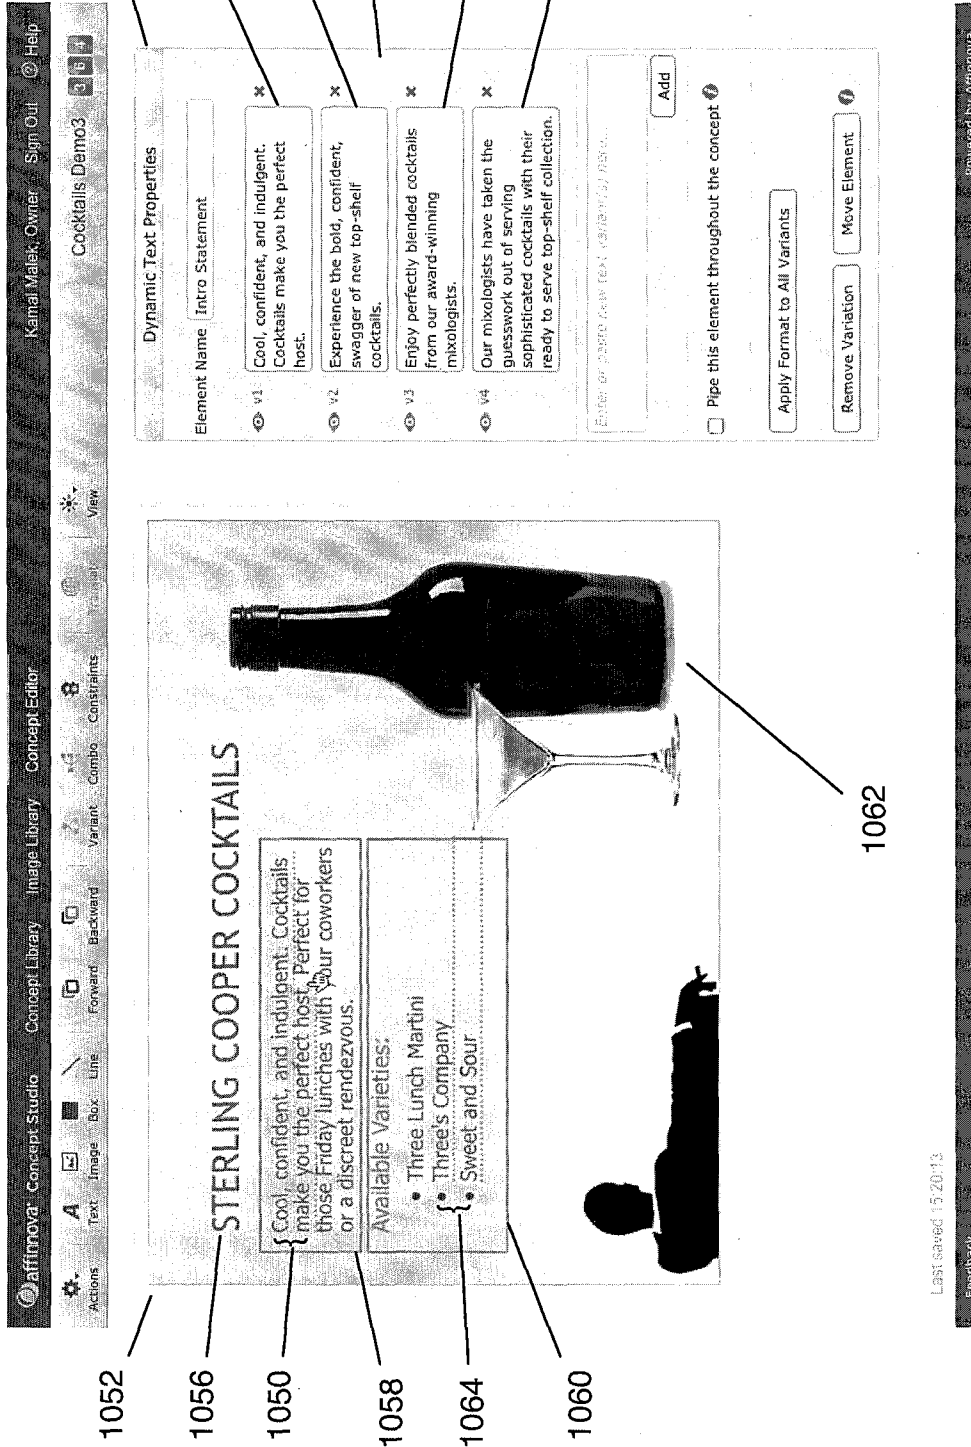 affinnova Concept Studio Concept Library Image Library Concept Editor Kamal Malek, Owner Sign Out Help
Actions Text Image Box Line Forward Backward Variant Combo Constraints View
Cocktails Demo3 3 6 4
STERLING COOPER COCKTAILS
Cool, confident, and indulgent. Cocktails
make you the perfect host. Perfect for
those Friday lunches with your coworkers
or a discreet rendezvous.
Available Varieties:
• Three Lunch Martini
• Three's Company
• Sweet and Sour
Dynamic Text Properties
Element Name Intro Statement
v1 Cool, confident, and indulgent.
Cocktails make you the perfect
host.
v2 Experience the bold, confident,
swagger of new top-shelf
cocktails.
v3 Enjoy perfectly blended cocktails
from our award-winning
mixologists.
v4 Our mixologists have taken the
guesswork out of serving
sophisticated cocktails with their
ready to serve top-shelf collection.
Enter or paste new text variants here.
Add
Pipe this element throughout the concept
Apply Format to All Variants
Remove Variation Move Element
Last saved 15:20:13
1052
1056
1050
1058
1064
1060
1062